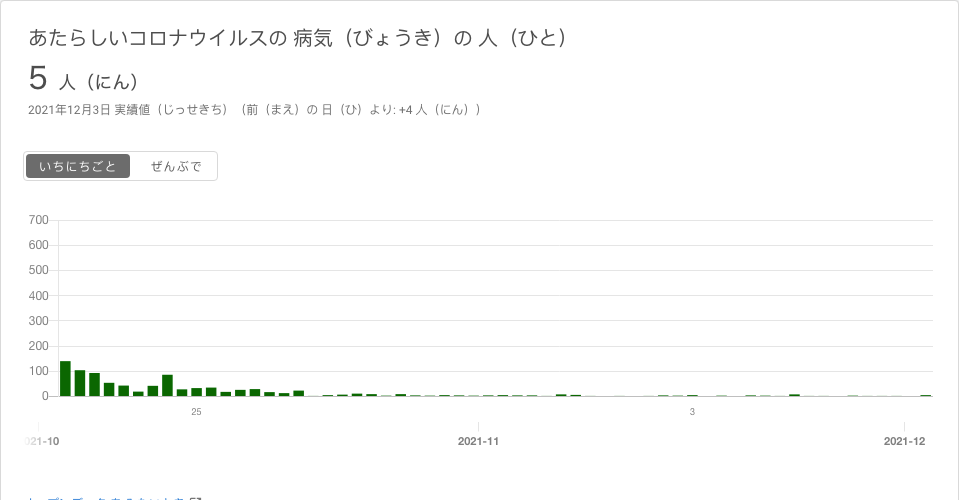 あたらしいコロナウイルスの 病気（びょうき）の 人（ひと）
5 人（にん）
2021年12月3日 実績値（じっせきち）（前（まえ）の 日（ひ）より: +4 人（にん））
いちにちごと ぜんぶで
700
600
500
400
300
200
100
0
25 3
21-10 2021-11 2021-12